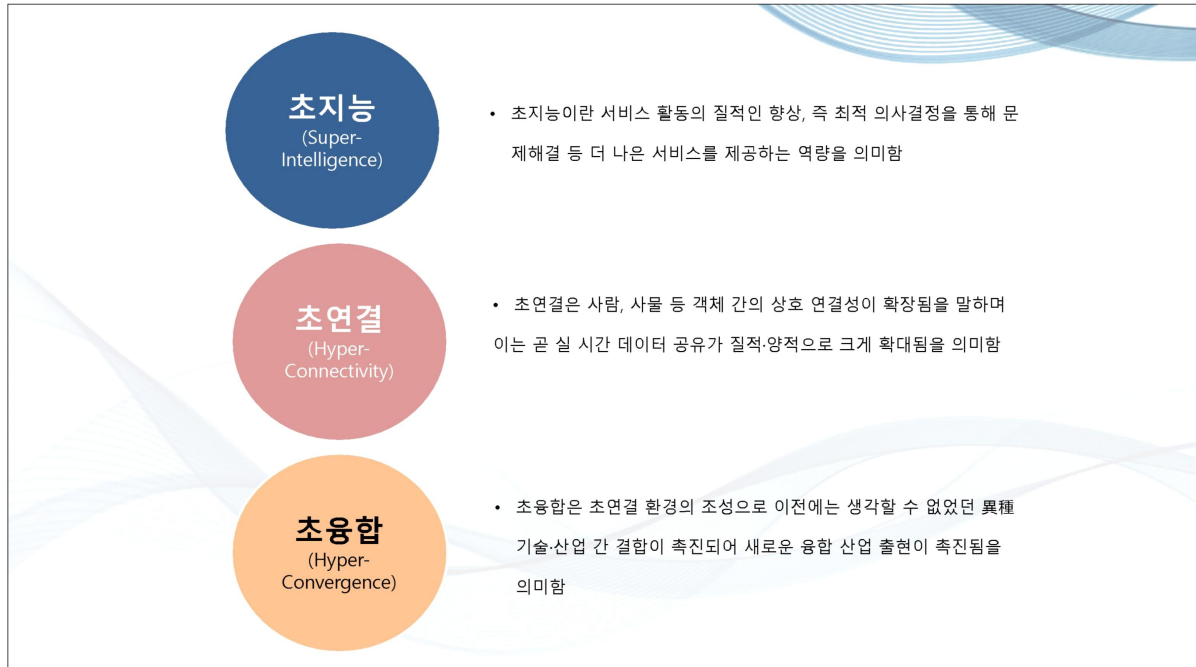 초지능
(Super-
Intelligence)
• 초지능이란 서비스 활동의 질적인 향상, 즉 최적 의사결정을 통해 문
제해결 등 더 나은 서비스를 제공하는 역량을 의미함
초연결
(Hyper-
Connectivity)
• 초연결은 사람, 사물 등 객체 간의 상호 연결성이 확장됨을 말하며
이는 곧 실 시간 데이터 공유가 질적·양적으로 크게 확대됨을 의미함
초융합
(Hyper-
Convergence)
• 초융합은 초연결 환경의 조성으로 이전에는 생각할 수 없었던 異種
기술·산업 간 결합이 촉진되어 새로운 융합 산업 출현이 촉진됨을
의미함